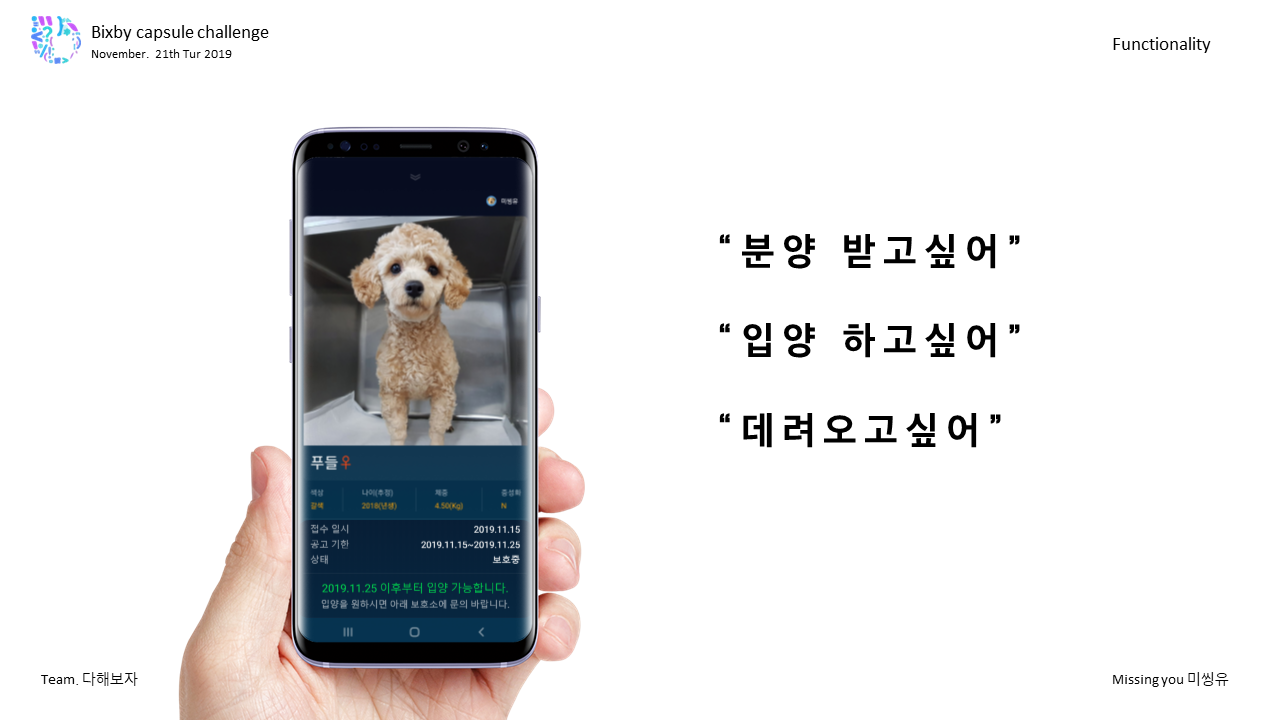 Bixby capsule challenge
November.  21th Tur 2019
Functionality
미씽유
“ 분양 받고싶어 ”
“ 입양 하고싶어 ”
“ 데려오고싶어 ”
푸들♀
색상 나이(추정) 체중 중성화
갈색 2018(년생) 4.50(Kg) N
접수 일시 2019.11.15
공고 기한 2019.11.15~2019.11.25
상태 보호중
2019.11.25 이후부터 입양 가능합니다.
입양을 원하시면 아래 보호소에 문의 바랍니다.
Team. 다해보자
Missing you 미씽유